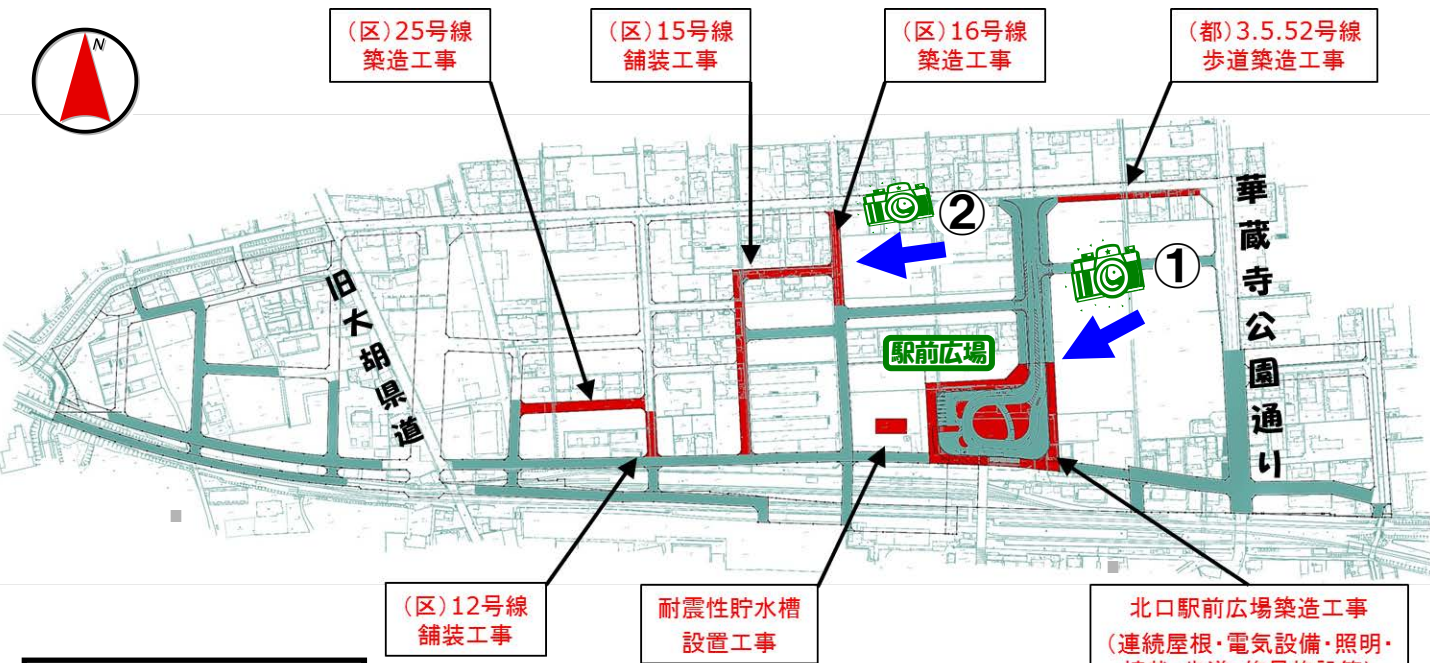 N
(区)25号線
築造工事
(区)15号線
舗装工事
(区)16号線
築造工事
(都)3.5.52号線
歩道築造工事
②
①
華蔵寺公園通り
旧大胡県道
駅前広場
(区)12号線
舗装工事
耐震性貯水槽
設置工事
北口駅前広場築造工事
(連続屋根・電気設備・照明・